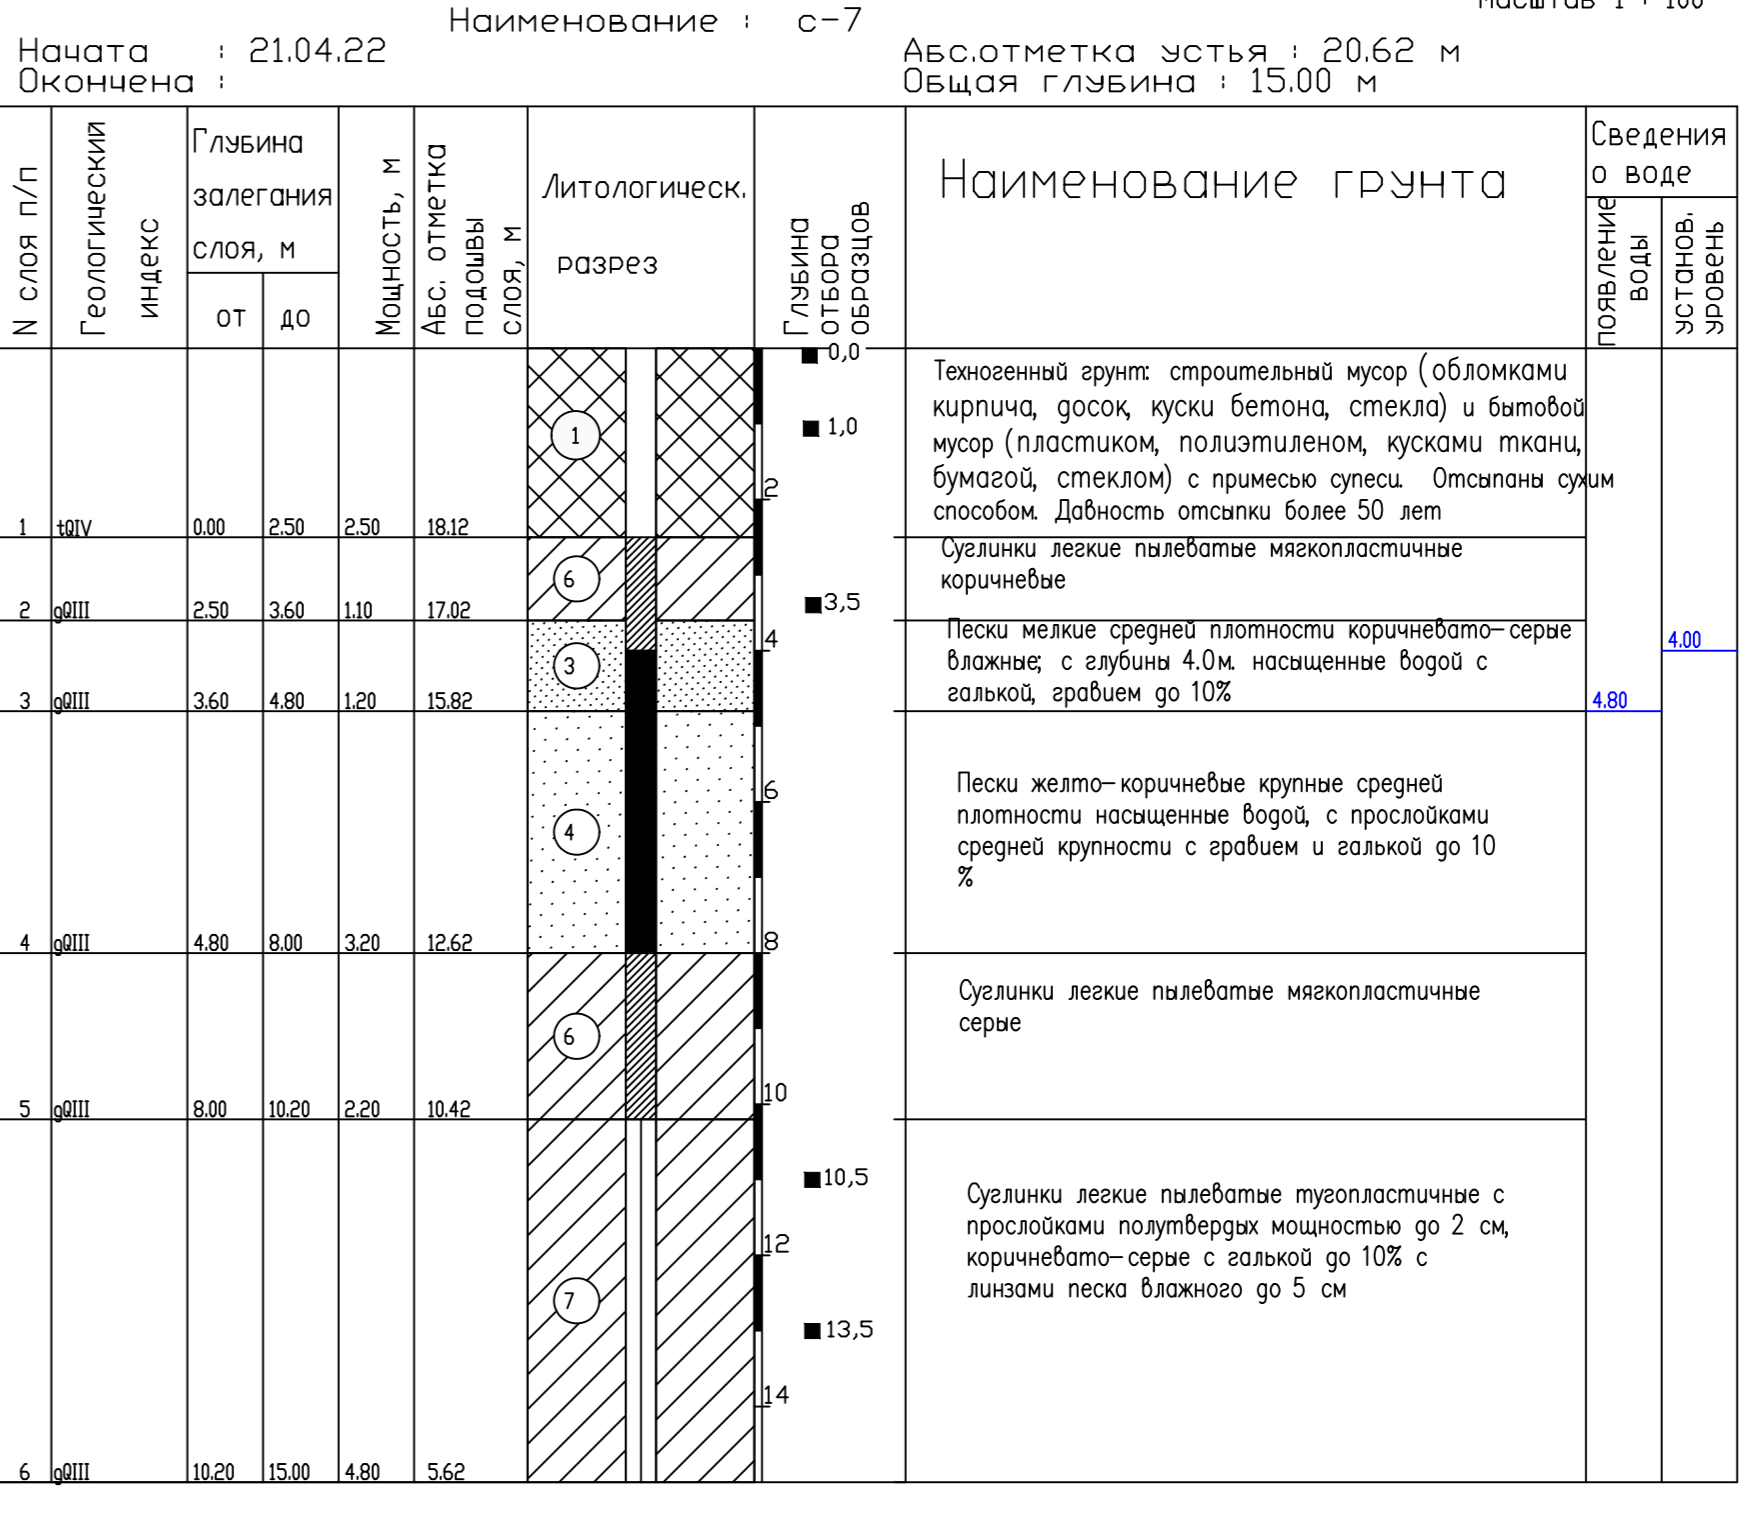 Наименование : с-7
Масштаб 1 : 100
Начата : 21.04.22
Абс.отметка устья : 20.62 м
Окончена :
Общая глубина : 15.00 м
N слоя п/п
Геологический
индекс
Глубина
залегания
слоя, м
от
до
Мощность, м
Абс. отметка
подошвы
слоя, м
Литологическ.
разрез
Глубина
отбора
образцов
Наименование грунта
Сведения
о воде
появление
воды
установ.
уровень
0,0
1,0
3,5
10,5
13,5
2
4
6
8
10
12
14
1
6
3
4
6
7
1 tQIV 0.00 2.50 2.50 18.12
Техногенный грунт: строительный мусор (обломками
кирпича, досок, куски бетона, стекла) и бытовой
мусор (пластиком, полиэтиленом, кусками ткани,
бумагой, стеклом) с примесью супеси. Отсыпаны сухим
способом. Давность отсыпки более 50 лет
2 gQIII 2.50 3.60 1.10 17.02
Суглинки легкие пылеватые мягкопластичные
коричневые
3 gQIII 3.60 4.80 1.20 15.82
Пески мелкие средней плотности коричневато-серые
влажные; с глубины 4.0м. насыщенные водой с
галькой, гравием до 10%
4.00
4.80
4 gQIII 4.80 8.00 3.20 12.62
Пески желто-коричневые крупные средней
плотности насыщенные водой, с прослойками
средней крупности с гравием и галькой до 10
%
5 gQIII 8.00 10.20 2.20 10.42
Суглинки легкие пылеватые мягкопластичные
серые
6 gQIII 10.20 15.00 4.80 5.62
Суглинки легкие пылеватые тугопластичные с
прослойками полутвердых мощностью до 2 см,
коричневато-серые с галькой до 10% с
линзами песка влажного до 5 см